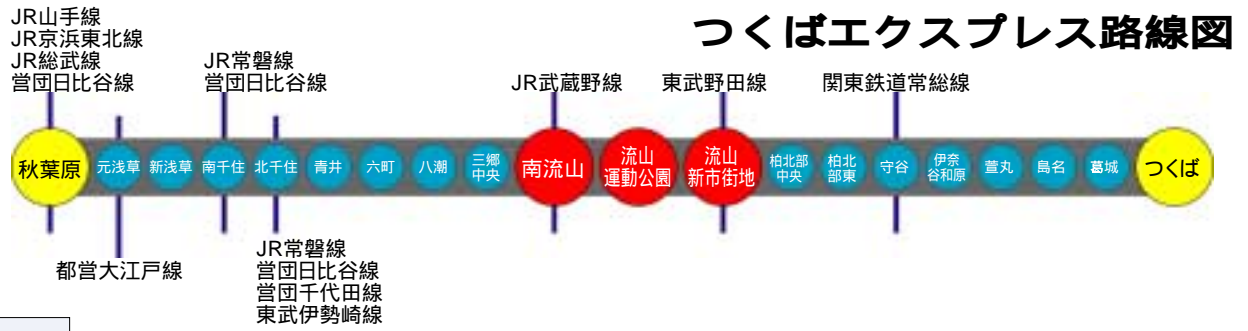 つくばエクスプレス路線図
JR山手線
JR京浜東北線
JR総武線
営団日比谷線
JR常磐線
営団日比谷線
JR武蔵野線
東武野田線
関東鉄道常総線
秋葉原
元浅草
新浅草
南千住
北千住
青井
六町
八潮
三郷
中央
南流山
流山
運動公園
流山
新市街地
柏北部
中央
柏北
部東
守谷
伊奈
谷和原
萱丸
島名
葛城
つくば
都営大江戸線
JR常磐線
営団日比谷線
営団千代田線
東武伊勢崎線